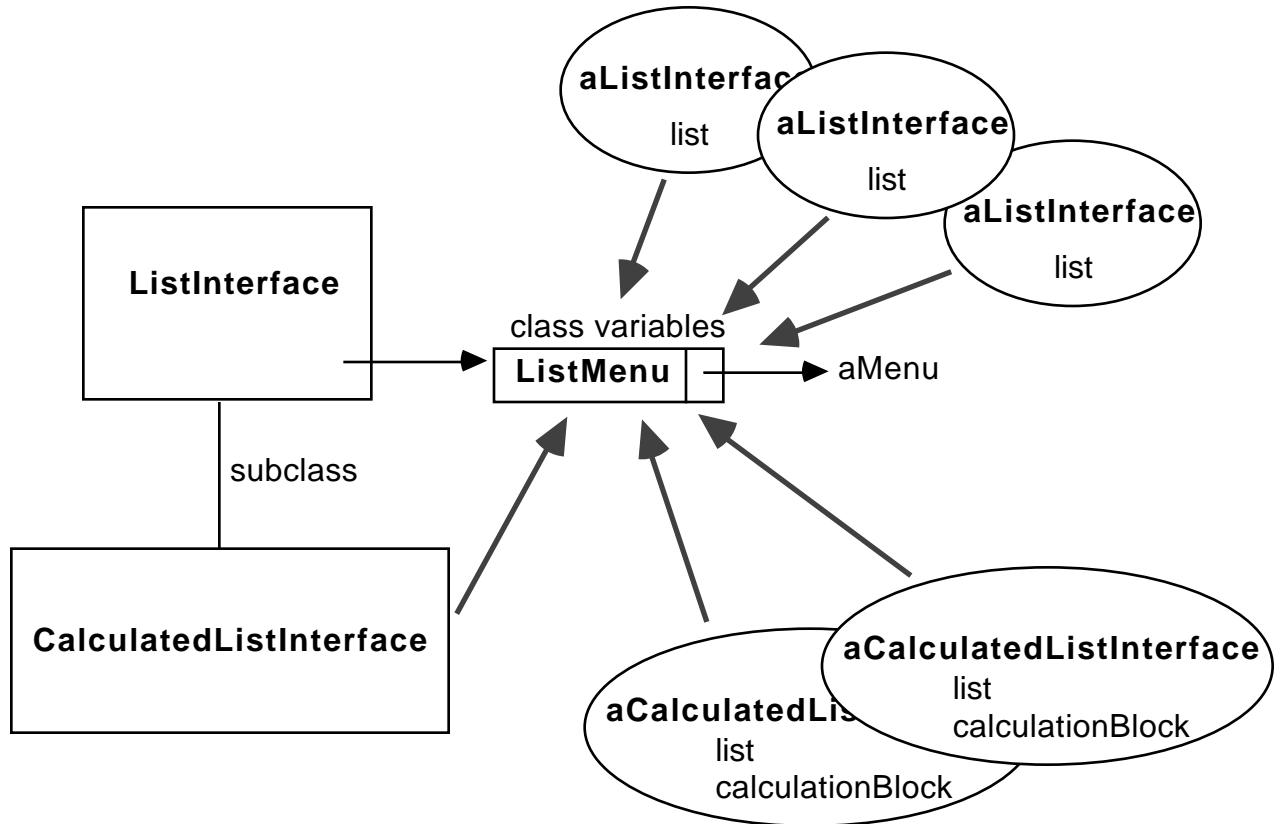 aListInterfac
list
aListInterface
list
aListInterface
list
ListInterface
class variables
ListMenu
aMenu
subclass
CalculatedListInterface
aCalculatedListInterface
list
calculationBlock
aCalculatedLis
list
calculationBlock